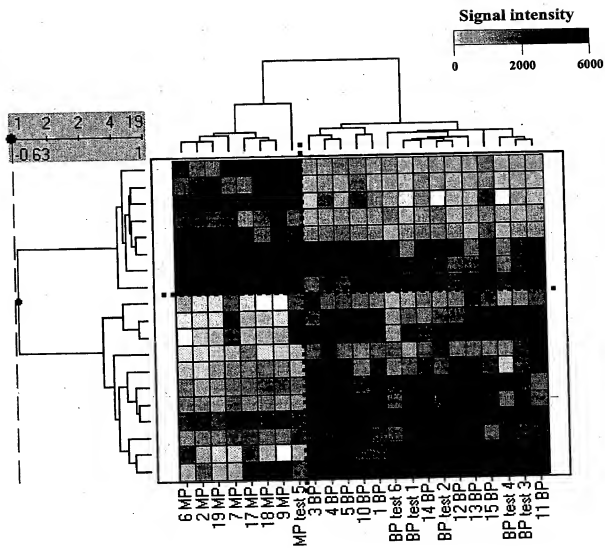 Signal intensity
0 2000 4000 6000
1 2 2 4 19
-0.63 1
6 MP
2 MP
19 MP
7 MP
17 MP
18 MP
9 MP
MP test 5
3 BP
4 BP
5 BP
10 BP
1 BP
BP test 6
BP test 1
14 BP
BP test 2
12 BP
13 BP
15 BP
BP test 4
BP test 3
11 BP